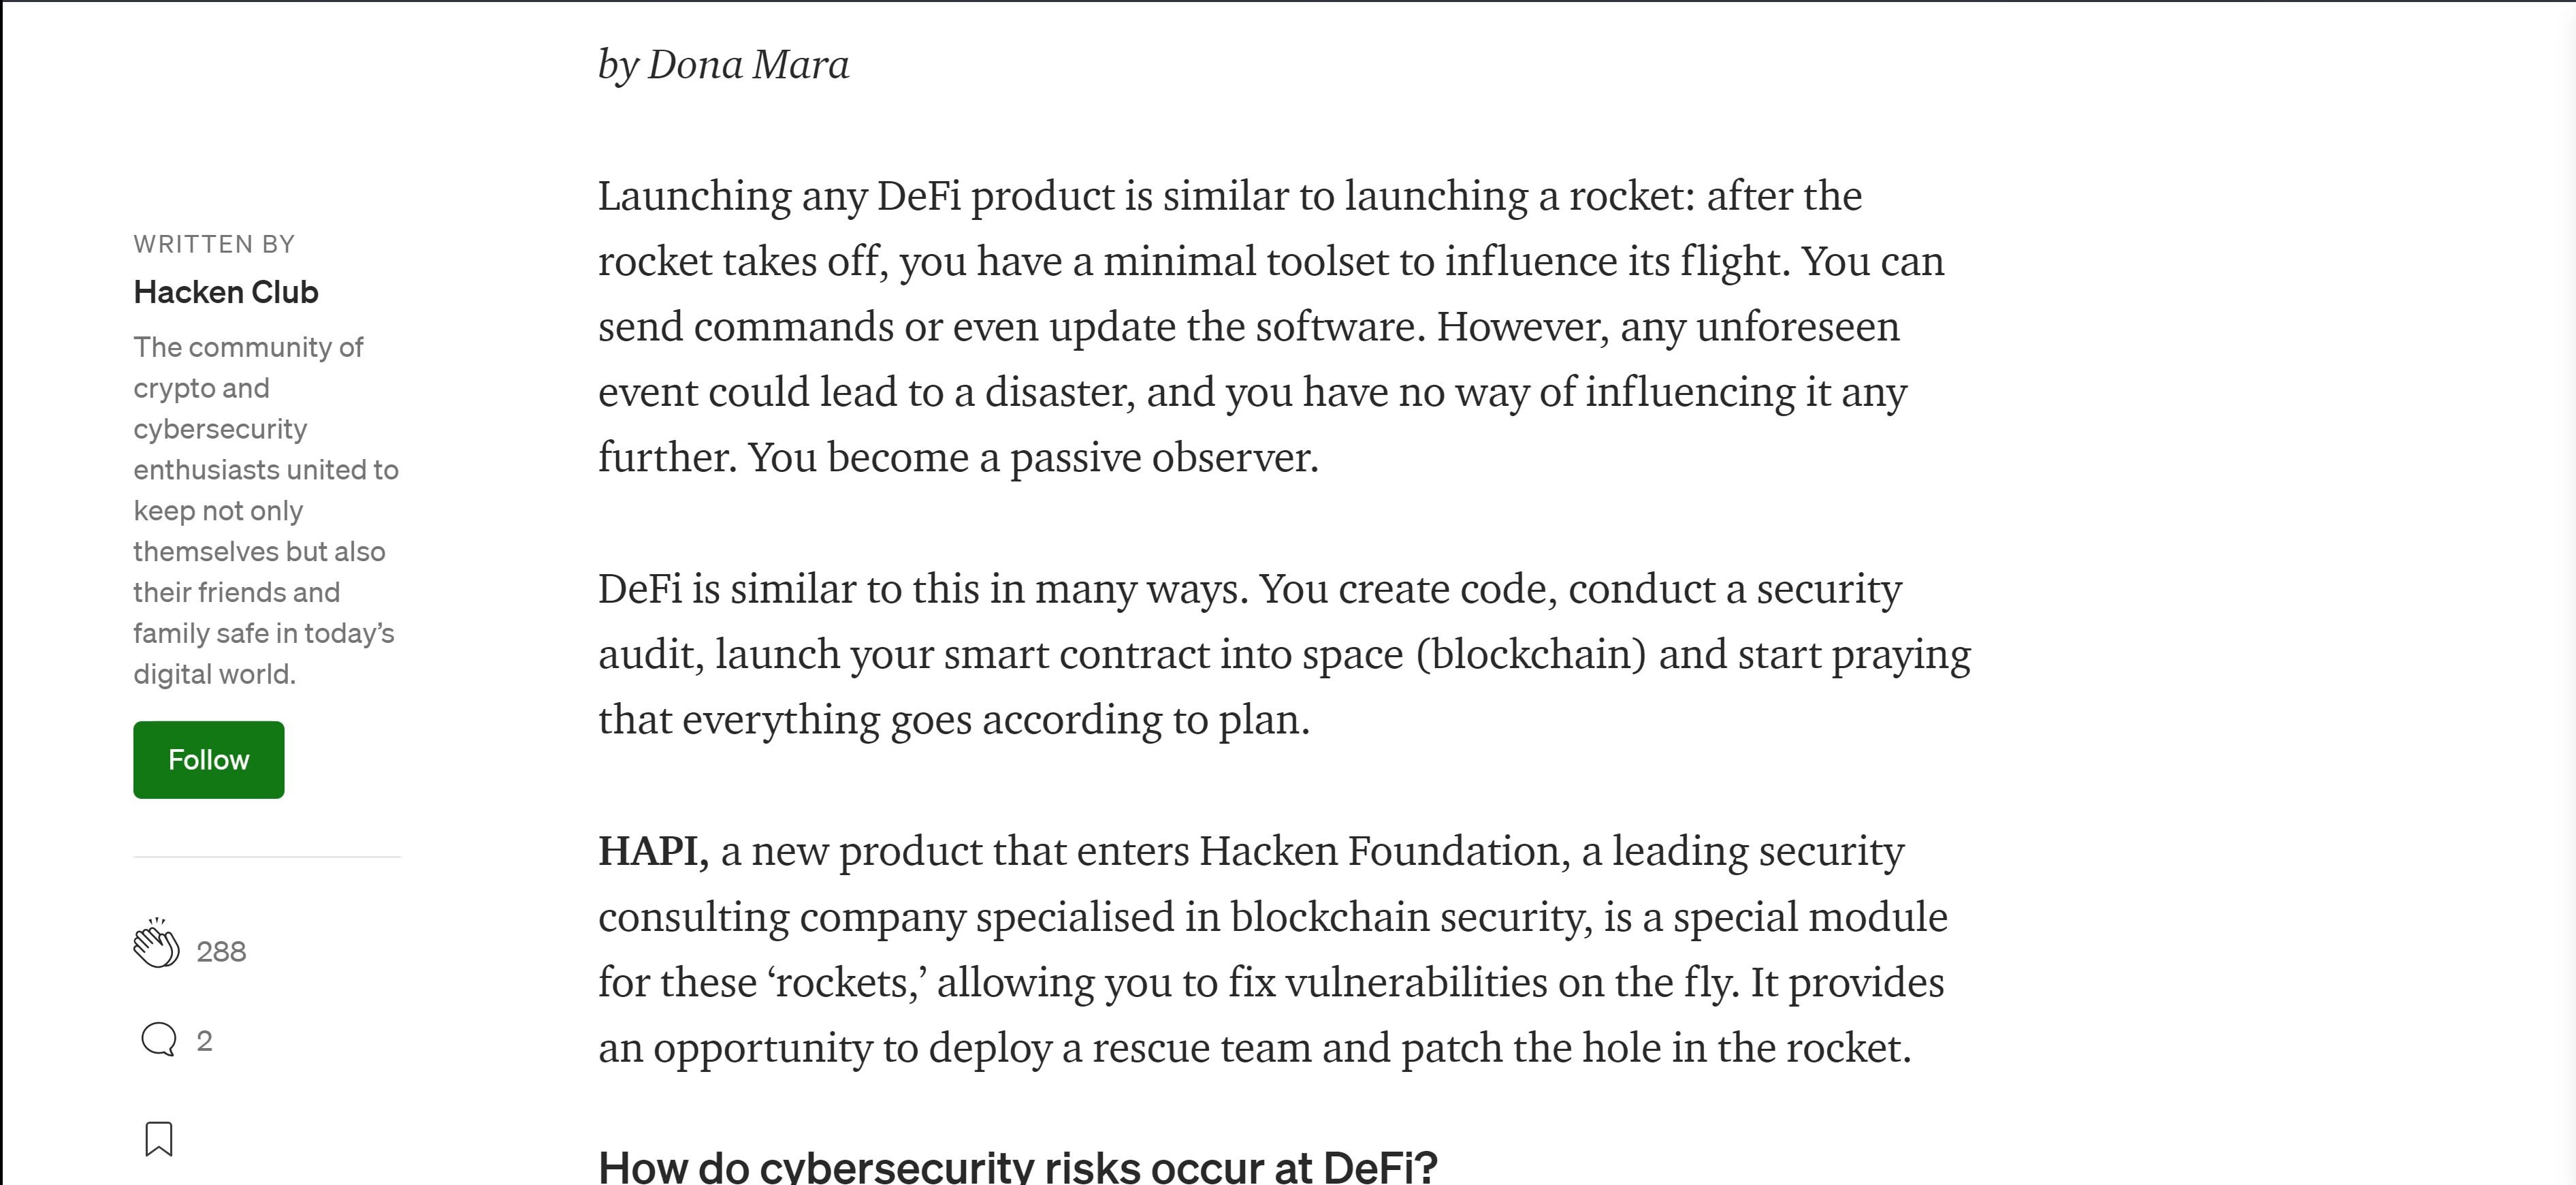 by Dona Mara
WRITTEN BY
Hacken Club
The community of
crypto and
cybersecurity
enthusiasts united to
keep not only
themselves but also
their friends and
family safe in today’s
digital world.
Follow
288
2
Launching any DeFi product is similar to launching a rocket: after the
rocket takes off, you have a minimal toolset to influence its flight. You can
send commands or even update the software. However, any unforeseen
event could lead to a disaster, and you have no way of influencing it any
further. You become a passive observer.
DeFi is similar to this in many ways. You create code, conduct a security
audit, launch your smart contract into space (blockchain) and start praying
that everything goes according to plan.
HAPI, a new product that enters Hacken Foundation, a leading security
consulting company specialised in blockchain security, is a special module
for these ‘rockets,’ allowing you to fix vulnerabilities on the fly. It provides
an opportunity to deploy a rescue team and patch the hole in the rocket.
How do cybersecurity risks occur at DeFi?